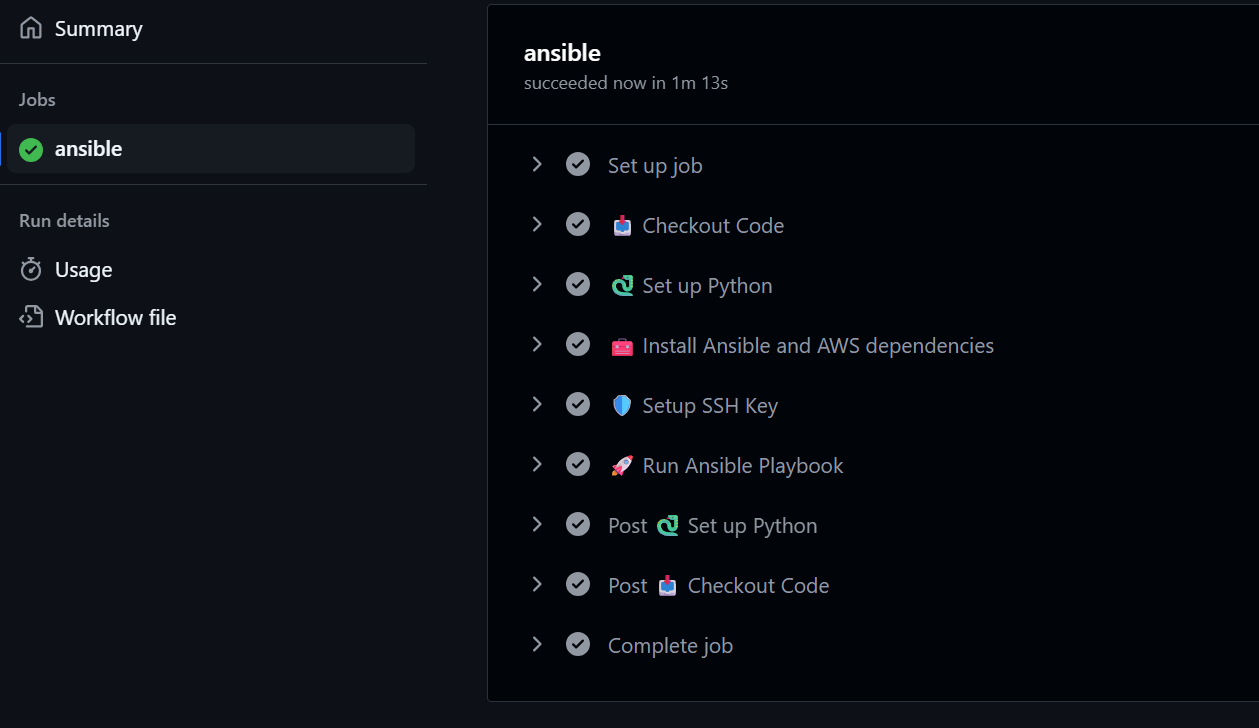 Summary
Jobs
ansible
Run details
Usage
Workflow file
ansible
succeeded now in 1m 13s
Set up job
📥 Checkout Code
🐍 Set up Python
🧰 Install Ansible and AWS dependencies
🛡️ Setup SSH Key
🚀 Run Ansible Playbook
Post 🐍 Set up Python
Post 📥 Checkout Code
Complete job